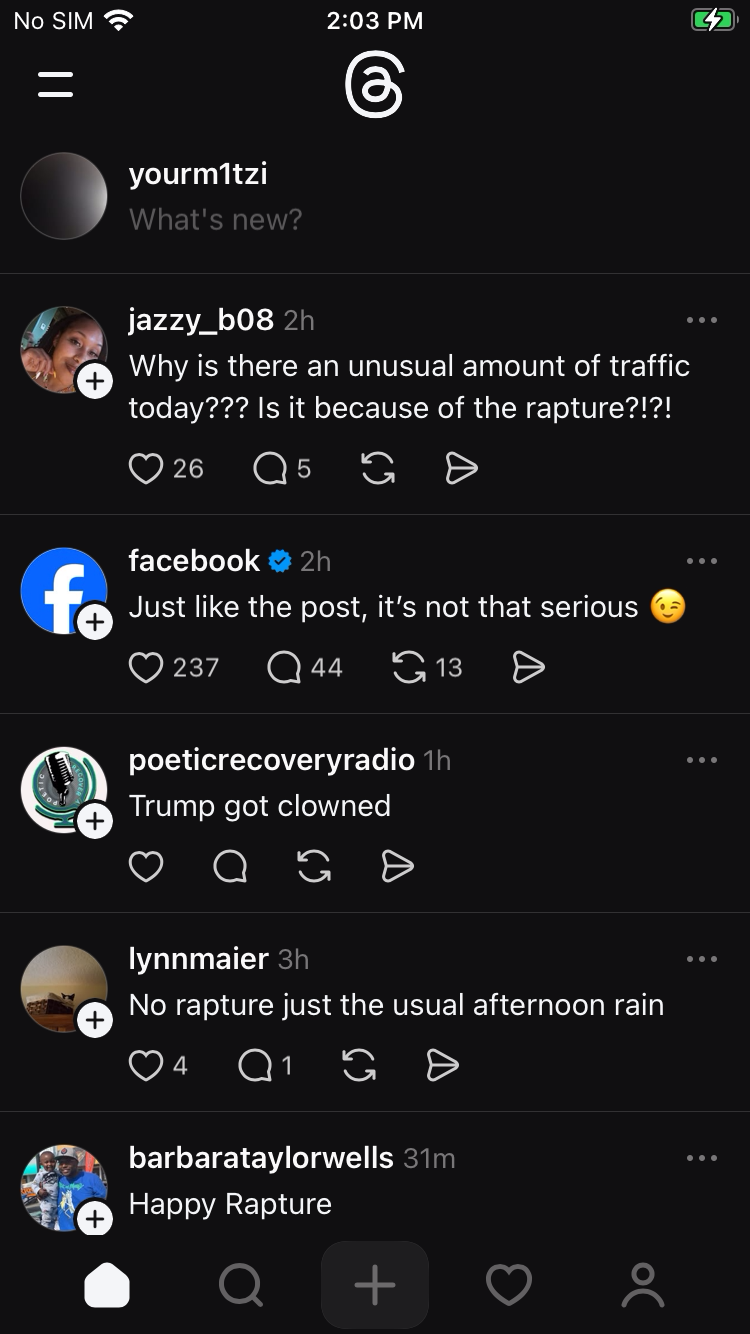 No SIM 2:03 PM
yourm1tzi
What's new?
jazzy_b08 2h
Why is there an unusual amount of traffic
today??? Is it because of the rapture?!?!
26 5
facebook 2h
Just like the post, it’s not that serious 😉
237 44 13
poeticrecoveryradio 1h
Trump got clowned
lynnmaier 3h
No rapture just the usual afternoon rain
4 1
barbarataylorwells 31m
Happy Rapture